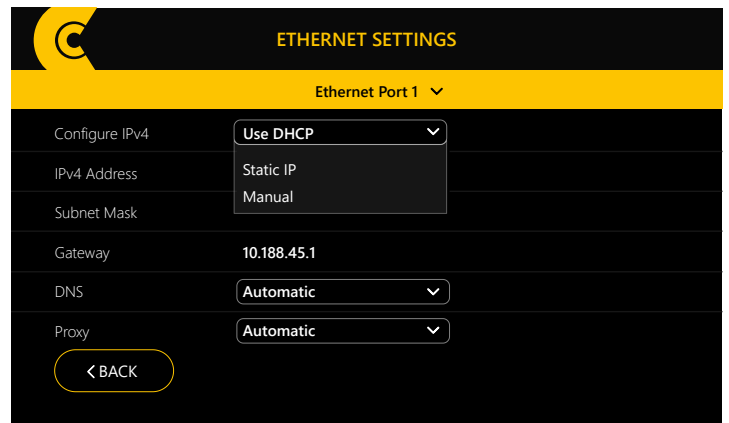 C
ETHERNET SETTINGS
Ethernet Port 1
Configure IPv4
Use DHCP
IPv4 Address
Static IP
Manual
Subnet Mask
Gateway
10.188.45.1
DNS
Automatic
Proxy
Automatic
BACK